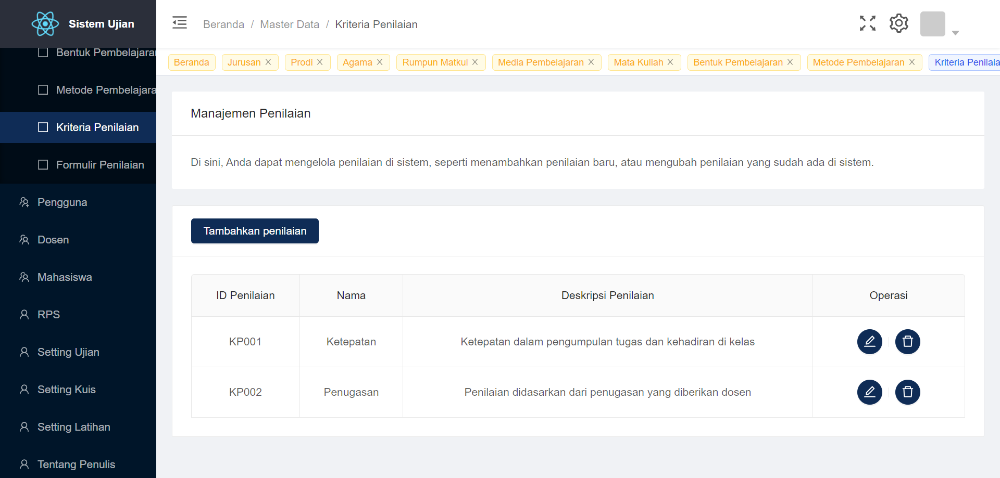 Sistem Ujian
Bentuk Pembelajaran
Metode Pembelajara
Kriteria Penilaian
Formulir Penilaian
Pengguna
Dosen
Mahasiswa
RPS
Setting Ujian
Setting Kuis
Setting Latihan
Tentang Penulis
Beranda / Master Data / Kriteria Penilaian
Beranda Jurusan Prodi Agama Rumpun Matkul Media Pembelajaran Mata Kuliah Bentuk Pembelajaran Metode Pembelajaran Kriteria Penilaia
Manajemen Penilaian
Di sini, Anda dapat mengelola penilaian di sistem, seperti menambahkan penilaian baru, atau mengubah penilaian yang sudah ada di sistem.
Tambahkan penilaian
ID Penilaian Nama Deskripsi Penilaian Operasi
KP001 Ketepatan Ketepatan dalam pengumpulan tugas dan kehadiran di kelas
KP002 Penugasan Penilaian didasarkan dari penugasan yang diberikan dosen